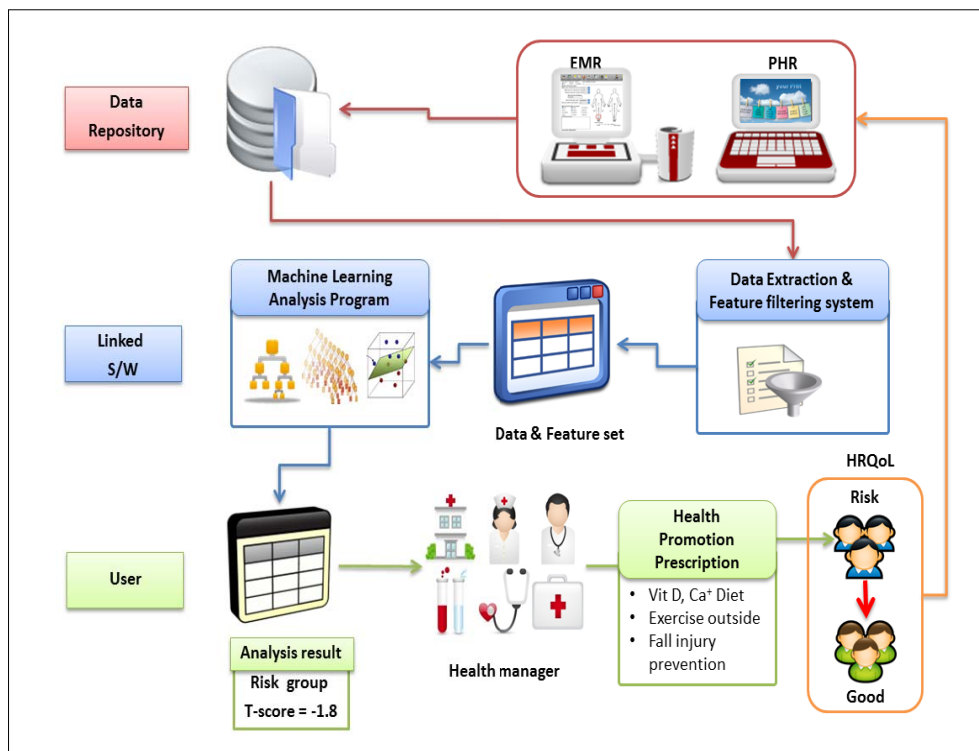 EMR
PHR
Data
Repository
Machine Learning
Analysis Program
Data Extraction &
Feature filtering system
Linked
S/W
Data & Feature set
HRQoL
Risk
Health
Promotion
Prescription
User
• Vit D, Ca⁺ Diet
• Exercise outside
• Fall injury
prevention
Analysis result
Risk group
T-score = -1.8
Health manager
Good